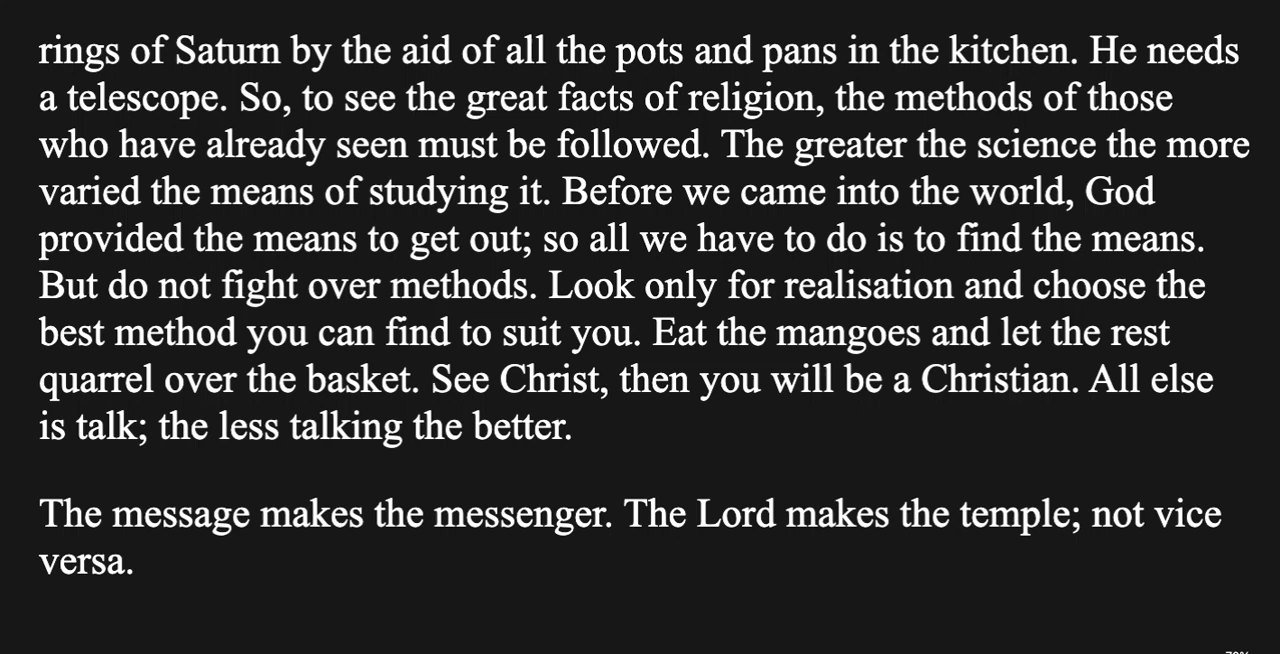 rings of Saturn by the aid of all the pots and pans in the kitchen. He needs
a telescope. So, to see the great facts of religion, the methods of those
who have already seen must be followed. The greater the science the more
varied the means of studying it. Before we came into the world, God
provided the means to get out; so all we have to do is to find the means.
But do not fight over methods. Look only for realisation and choose the
best method you can find to suit you. Eat the mangoes and let the rest
quarrel over the basket. See Christ, then you will be a Christian. All else
is talk; the less talking the better.
The message makes the messenger. The Lord makes the temple; not vice
versa.